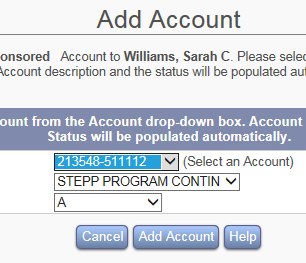 Add Account
onsored Account to Williams, Sarah C. Please selec
Account description and the status will be populated au
ount from the Account drop-down box. Account
Status will be populated automatically.
213548-511112 (Select an Account)
STEPP PROGRAM CONTIN
A
Cancel Add Account Help